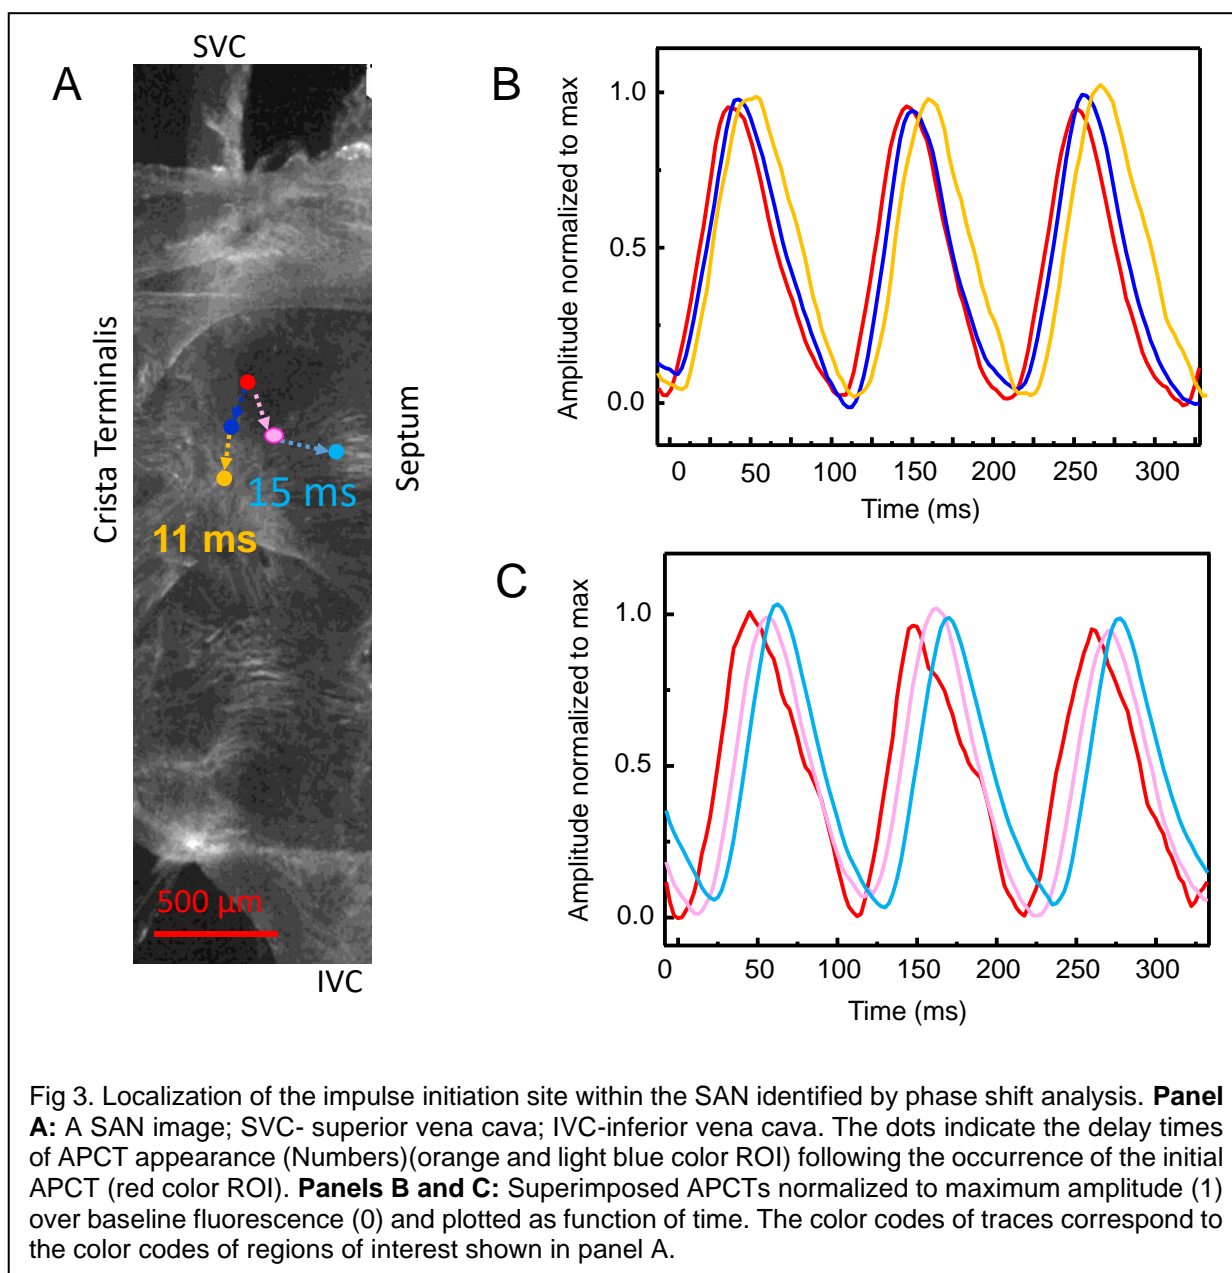 SVC
A
Crista Terminalis
Septum
15 ms
11 ms
500 µm
IVC
B
Amplitude normalized to max
1.0
0.5
0.0
0 50 100 150 200 250 300
Time (ms)
C
Amplitude normalized to max
1.0
0.5
0.0
0 50 100 150 200 250 300
Time (ms)
Fig 3. Localization of the impulse initiation site within the SAN identified by phase shift analysis. Panel
A: A SAN image; SVC- superior vena cava; IVC-inferior vena cava. The dots indicate the delay times
of APCT appearance (Numbers)(orange and light blue color ROI) following the occurrence of the initial
APCT (red color ROI). Panels B and C: Superimposed APCTs normalized to maximum amplitude (1)
over baseline fluorescence (0) and plotted as function of time. The color codes of traces correspond to
the color codes of regions of interest shown in panel A.